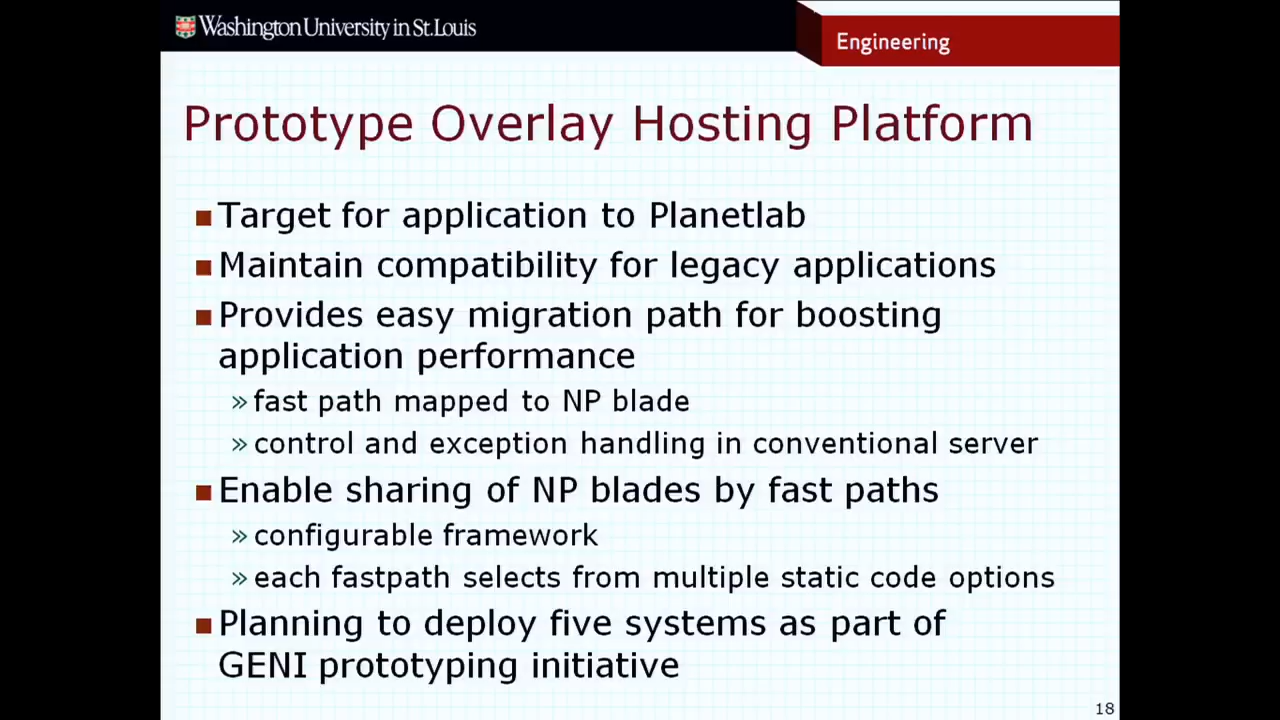 Washington University in St. Louis
Engineering
Prototype Overlay Hosting Platform
■ Target for application to Planetlab
■ Maintain compatibility for legacy applications
■ Provides easy migration path for boosting
application performance
» fast path mapped to NP blade
» control and exception handling in conventional server
■ Enable sharing of NP blades by fast paths
» configurable framework
» each fastpath selects from multiple static code options
■ Planning to deploy five systems as part of
GENI prototyping initiative
18